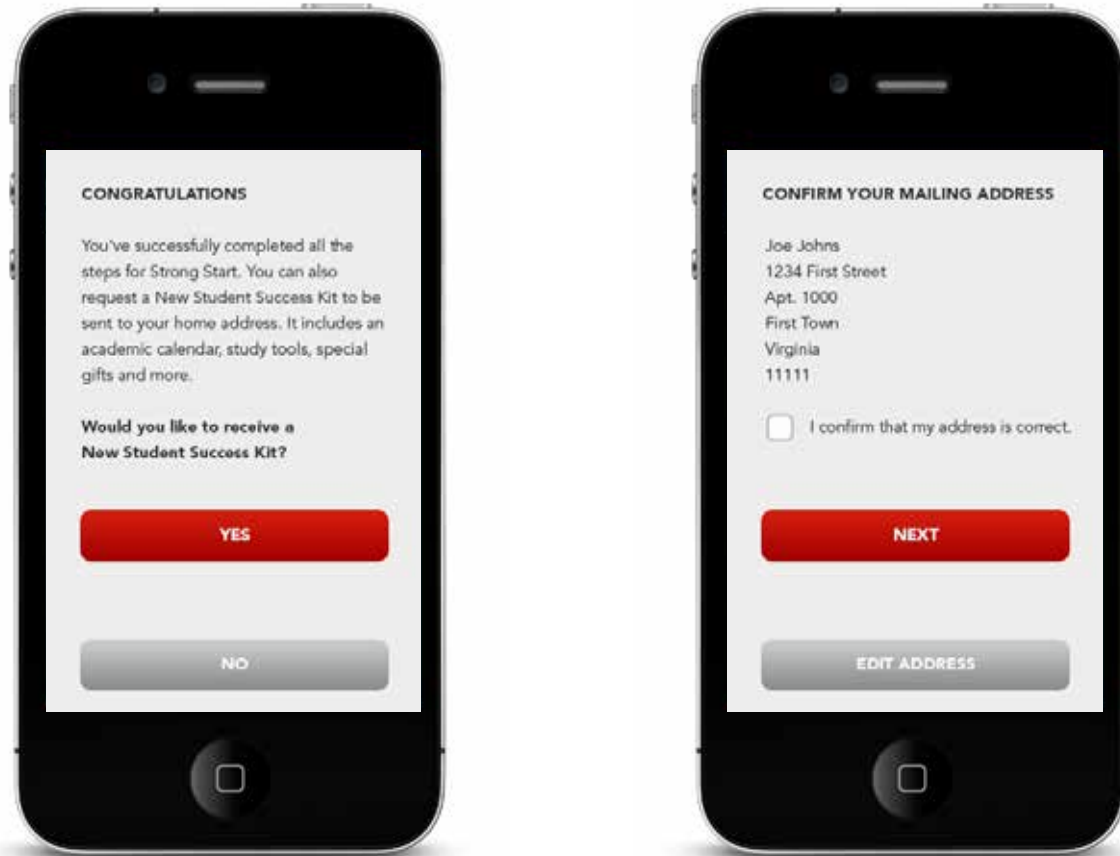 CONGRATULATIONS
You've successfully completed all the
steps for Strong Start. You can also
request a New Student Success Kit to be
sent to your home address. It includes an
academic calendar, study tools, special
gifts and more.
Would you like to receive a
New Student Success Kit?
YES
NO
CONFIRM YOUR MAILING ADDRESS
Joe Johns
1234 First Street
Apt. 1000
First Town
Virginia
11111
I confirm that my address is correct.
NEXT
EDIT ADDRESS